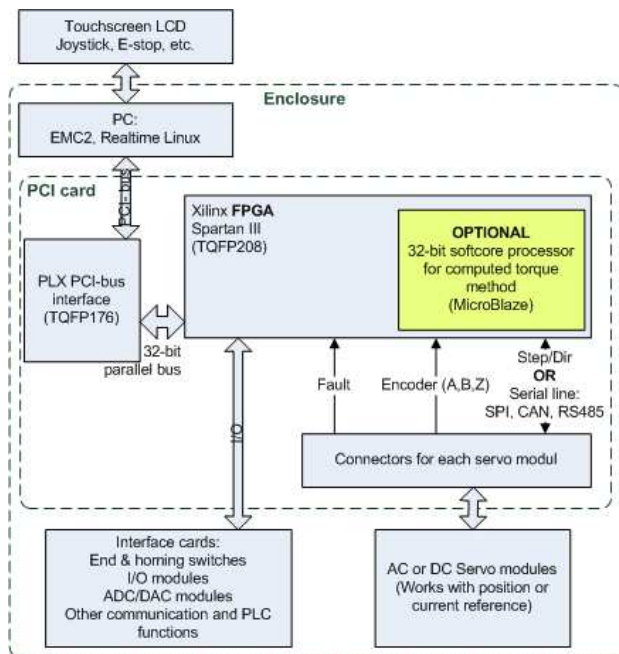 Touchscreen LCD
Joystick, E-stop, etc.
Enclosure
PC:
EMC2, Realtime Linux
PCI card
PCI- bus
Xilinx FPGA
Spartan III
(TQFP208)
OPTIONAL
32-bit softcore processor
for computed torque
method
(MicroBlaze)
PLX PCI-bus
interface
(TQFP176)
32-bit
parallel bus
Fault
Encoder (A,B,Z)
Step/Dir
OR
Serial line:
SPI, CAN, RS485
I/O
Connectors for each servo modul
Interface cards:
End & homing switches
I/O modules
ADC/DAC modules
Other communication and PLC
functions
AC or DC Servo modules
(Works with position or
current reference)